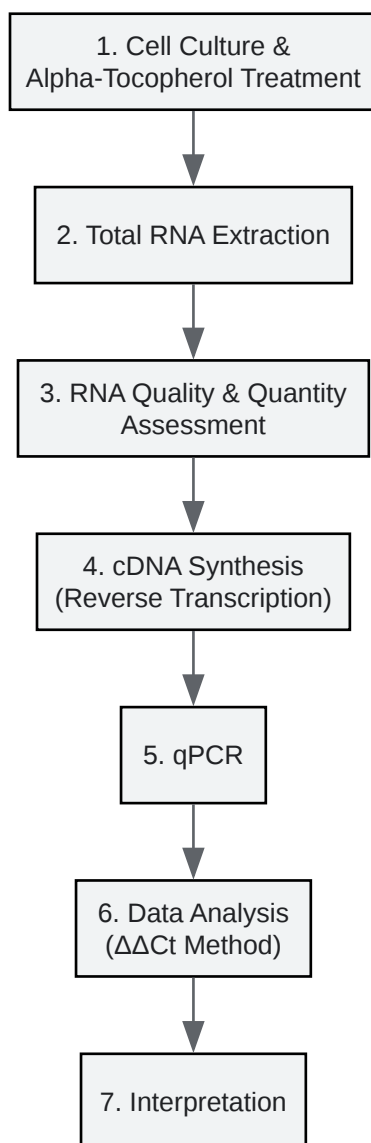 1. Cell Culture &
Alpha-Tocopherol Treatment
2. Total RNA Extraction
3. RNA Quality & Quantity
Assessment
4. cDNA Synthesis
(Reverse Transcription)
5. qPCR
6. Data Analysis
(ΔΔCt Method)
7. Interpretation